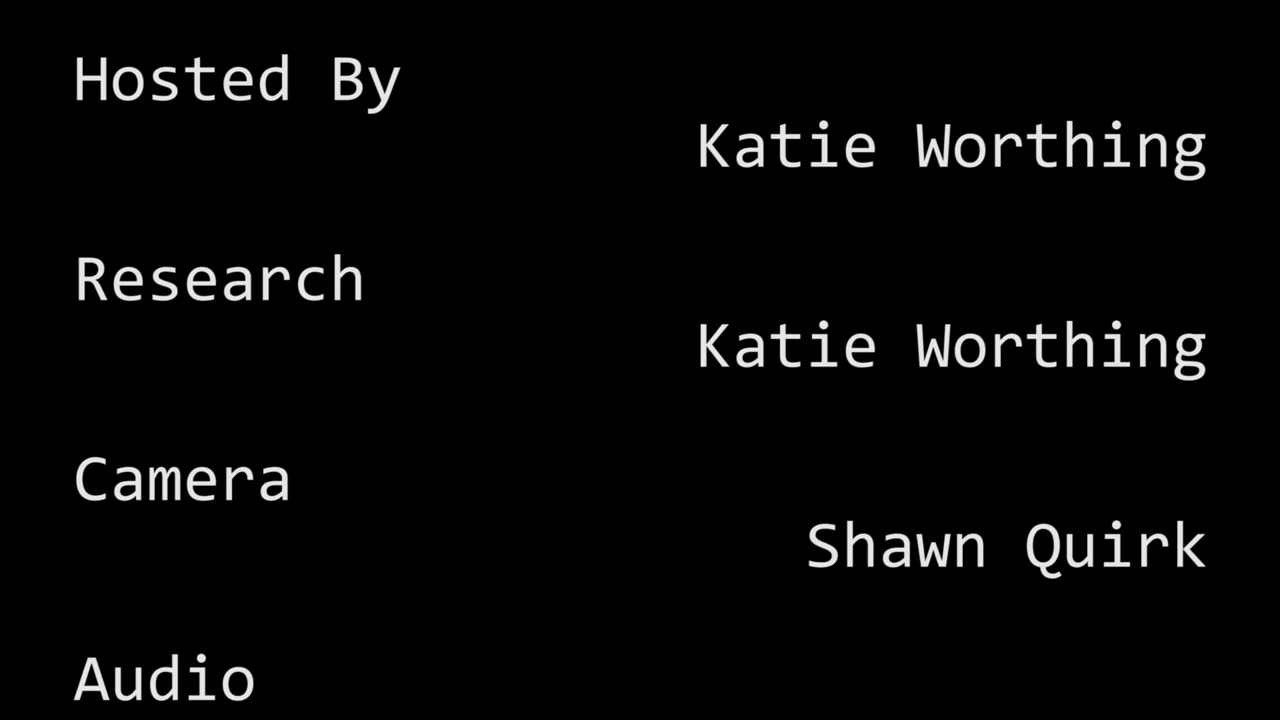 Hosted By
Katie Worthing
Research
Katie Worthing
Camera
Shawn Quirk
Audio